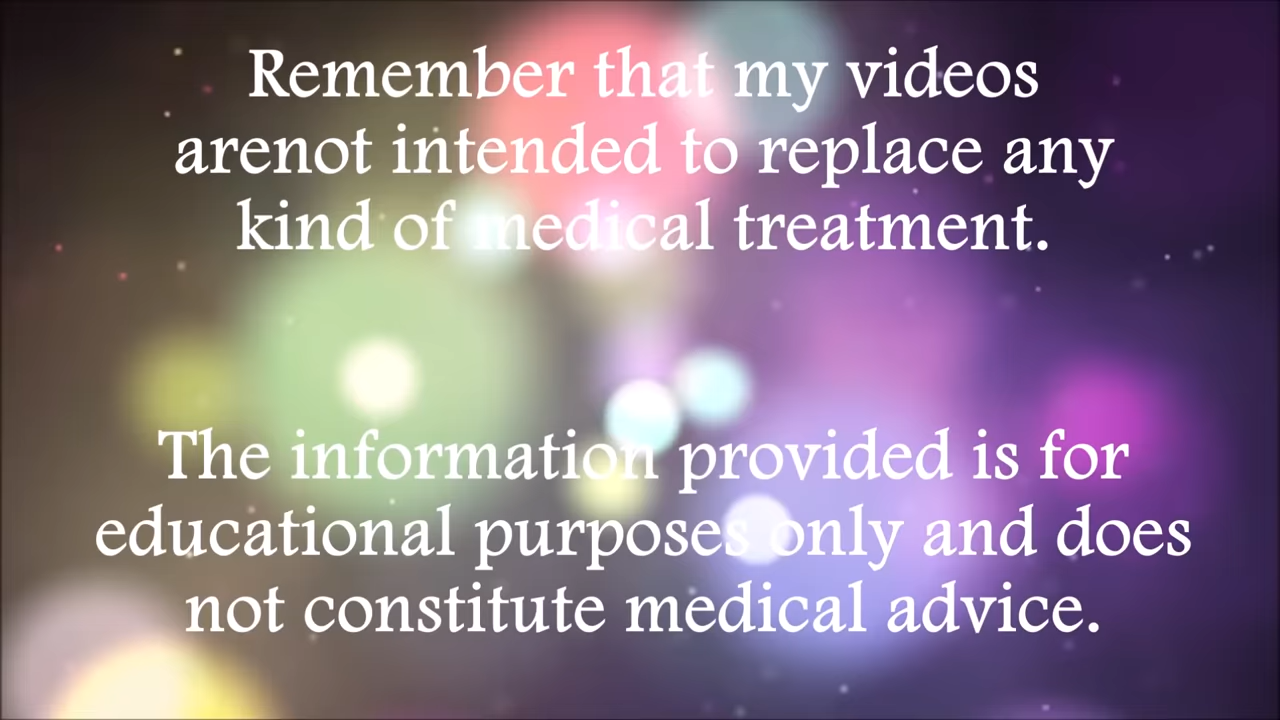 Remember that my videos
arenot intended to replace any
kind of medical treatment.
The information provided is for
educational purposes only and does
not constitute medical advice.